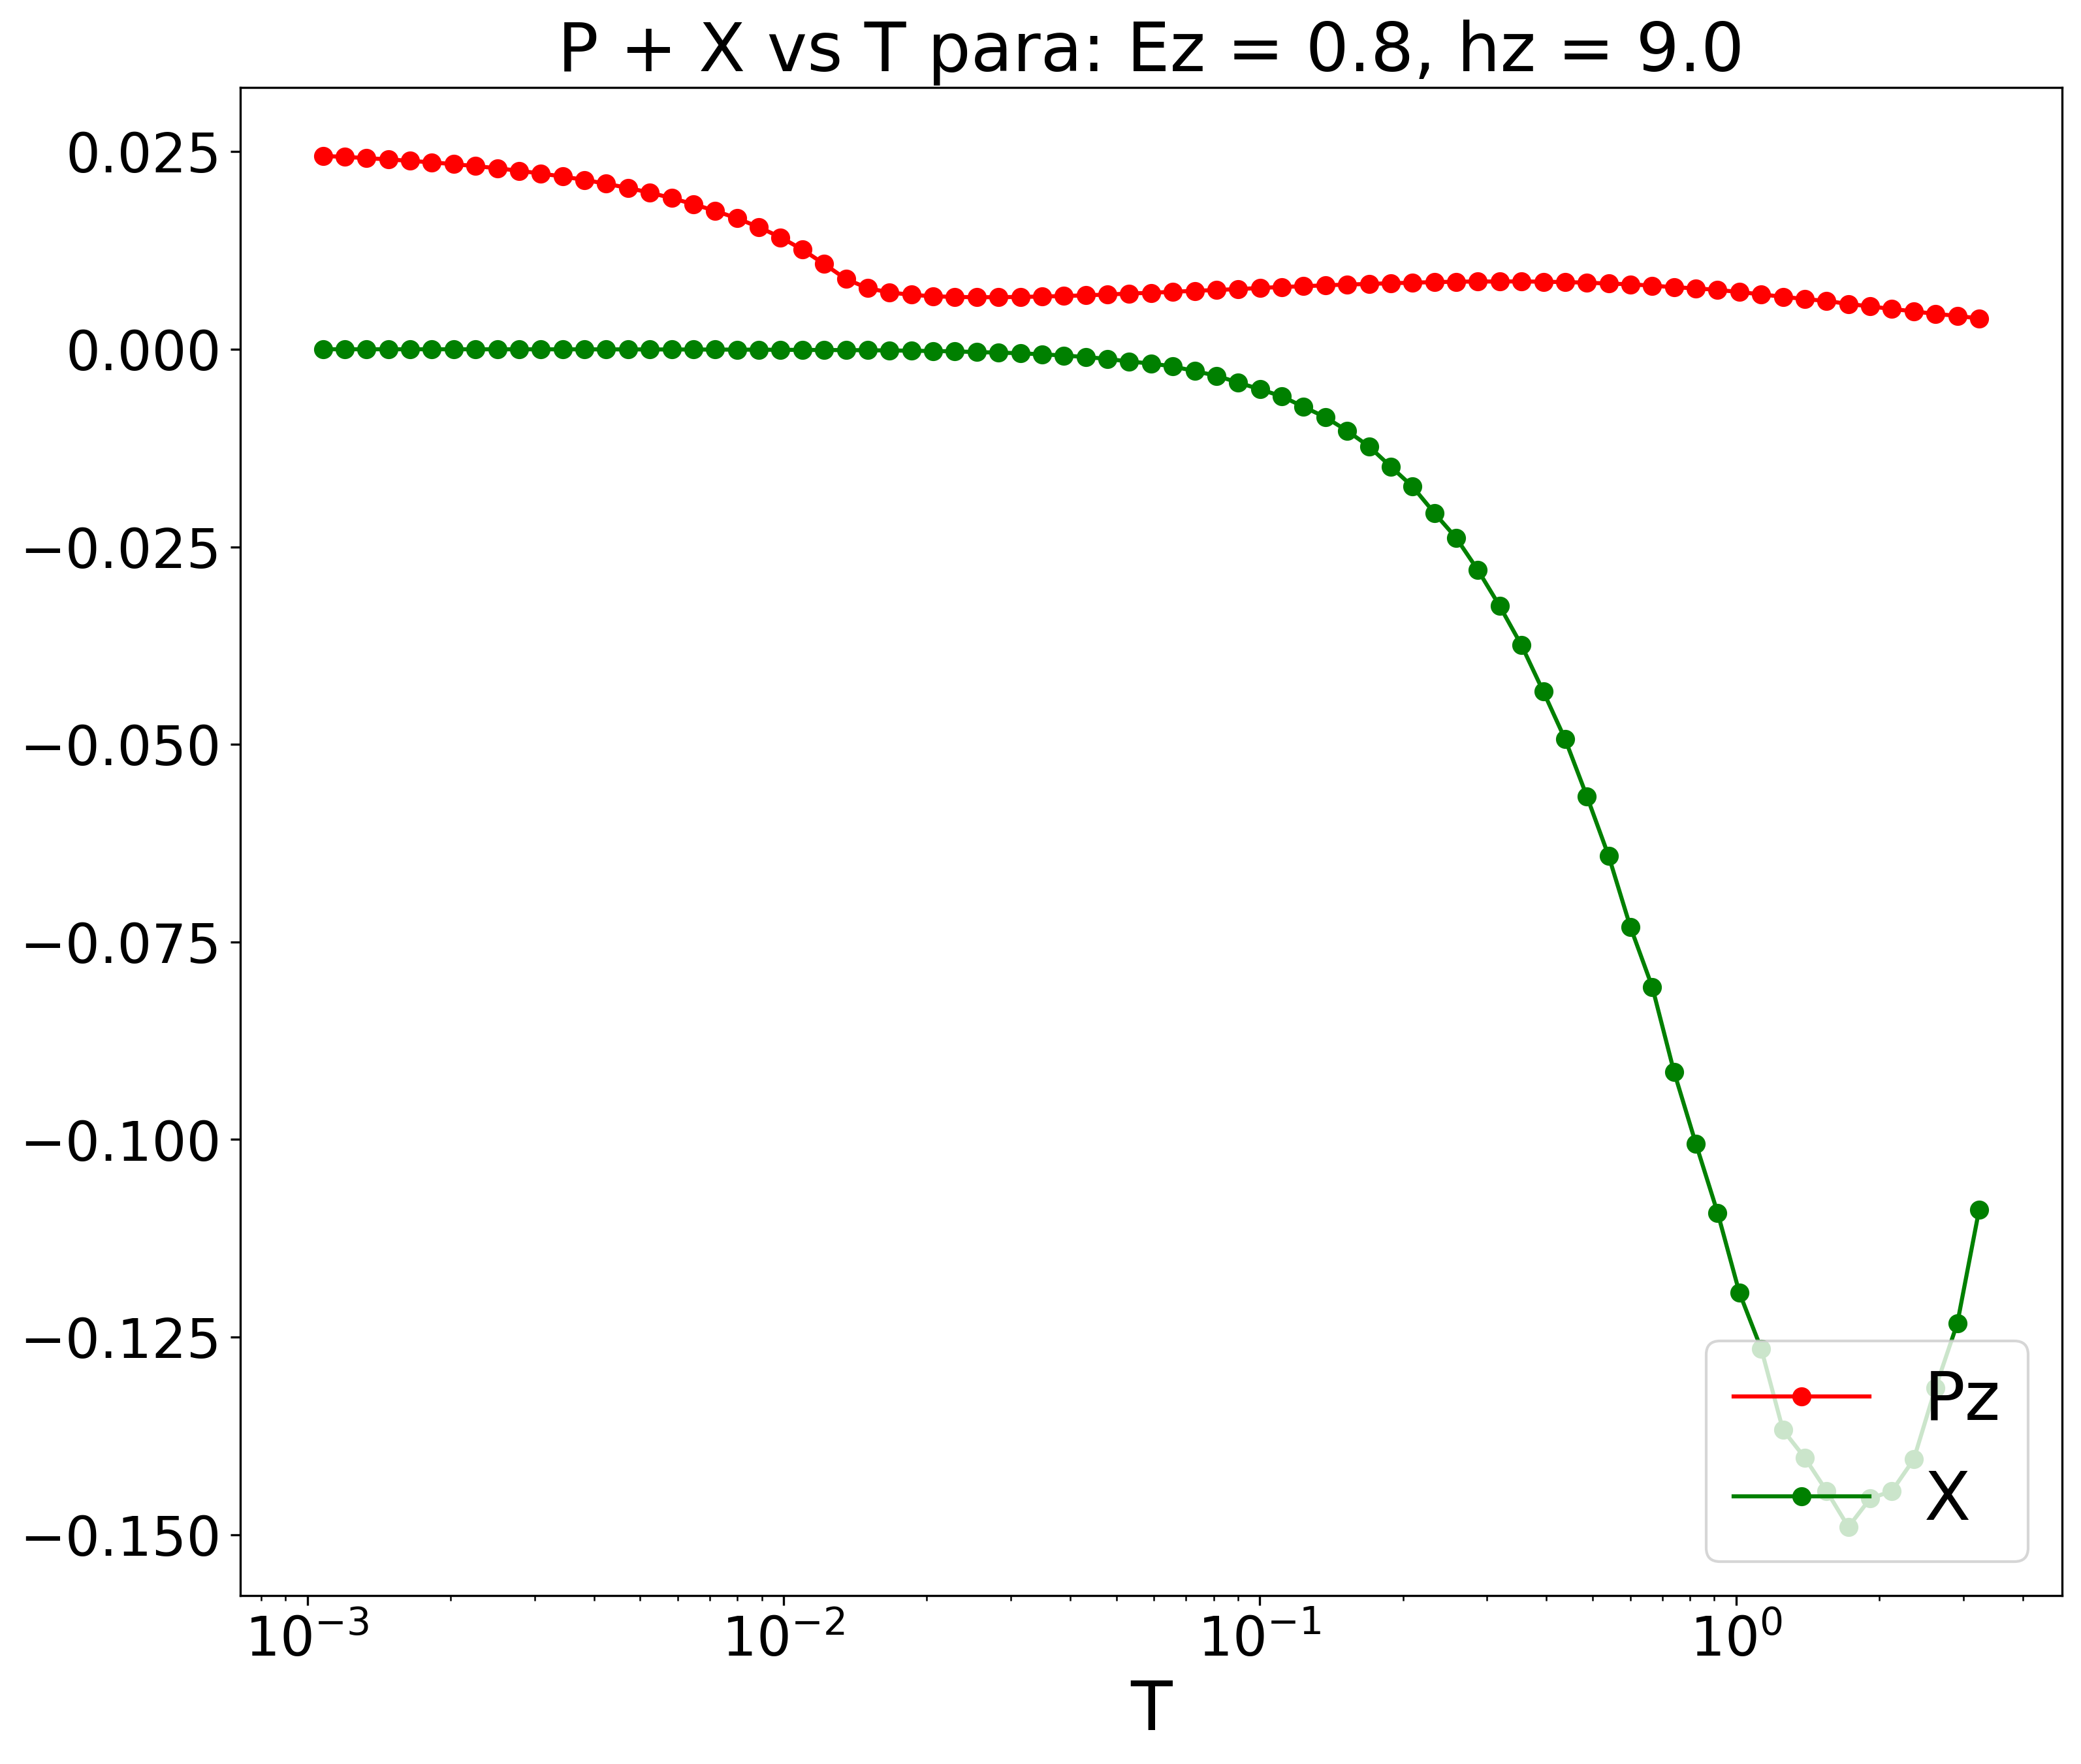 P + X vs T para: Ez = 0.8, hz = 9.0
0.025
0.000
−0.025
−0.050
−0.075
−0.100
−0.125
−0.150
Pz
X
10⁻³ 10⁻² 10⁻¹ 10⁰
T